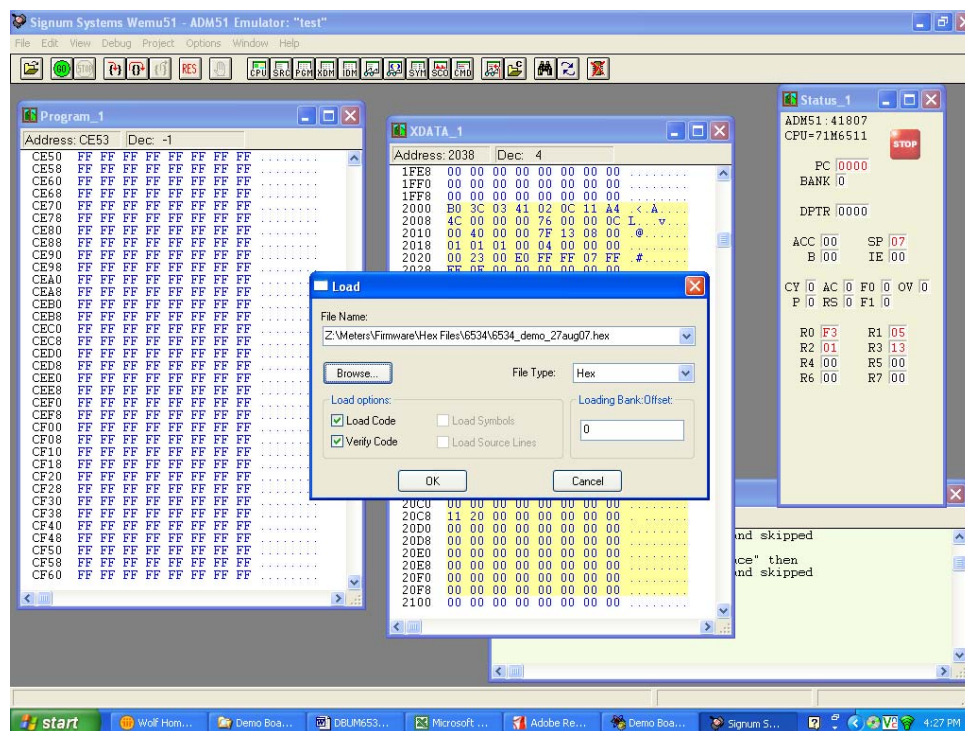 Signum Systems Wemu51 - ADM51 Emulator: "test"
File Edit View Debug Project Options Window Help
GO STOP RES CPU SRC PGM XDM IDM SYM SCO CMD
Program_1
Address: CE53 Dec: -1
CE50 FF FF FF FF FF FF FF FF ........
CE58 FF FF FF FF FF FF FF FF ........
CE60 FF FF FF FF FF FF FF FF ........
CE68 FF FF FF FF FF FF FF FF ........
CE70 FF FF FF FF FF FF FF FF ........
CE78 FF FF FF FF FF FF FF FF ........
CE80 FF FF FF FF FF FF FF FF ........
CE88 FF FF FF FF FF FF FF FF ........
CE90 FF FF FF FF FF FF FF FF ........
CE98 FF FF FF FF FF FF FF FF ........
CEA0 FF FF FF FF FF FF FF FF ........
CEA8 FF FF FF FF FF FF FF FF ........
CEB0 FF FF FF FF FF FF FF FF ........
CEB8 FF FF FF FF FF FF FF FF ........
CEC0 FF FF FF FF FF FF FF FF ........
CEC8 FF FF FF FF FF FF FF FF ........
CED0 FF FF FF FF FF FF FF FF ........
CED8 FF FF FF FF FF FF FF FF ........
CEE0 FF FF FF FF FF FF FF FF ........
CEE8 FF FF FF FF FF FF FF FF ........
CEF0 FF FF FF FF FF FF FF FF ........
CEF8 FF FF FF FF FF FF FF FF ........
CF00 FF FF FF FF FF FF FF FF ........
CF08 FF FF FF FF FF FF FF FF ........
CF10 FF FF FF FF FF FF FF FF ........
CF18 FF FF FF FF FF FF FF FF ........
CF20 FF FF FF FF FF FF FF FF ........
CF28 FF FF FF FF FF FF FF FF ........
CF30 FF FF FF FF FF FF FF FF ........
CF38 FF FF FF FF FF FF FF FF ........
CF40 FF FF FF FF FF FF FF FF ........
CF48 FF FF FF FF FF FF FF FF ........
CF50 FF FF FF FF FF FF FF FF ........
CF58 FF FF FF FF FF FF FF FF ........
CF60 FF FF FF FF FF FF FF FF ........
XDATA_1
Address: 2038 Dec: 4
1FE8 00 00 00 00 00 00 00 00 ........
1FF0 00 00 00 00 00 00 00 00 ........
1FF8 00 00 00 00 00 00 00 00 ........
2000 B0 3C 03 41 02 0C 11 A4 .<.A....
2008 4C 00 00 00 76 00 00 0C L...v...
2010 00 40 00 00 7F 13 08 00 .@......
2018 01 01 01 00 04 00 00 00 ........
2020 00 23 00 E0 FF FF 07 FF .#......
2028 FF 0F 00 00 00 00 00 00
Load
File Name:
Z:\Meters\Firmware\Hex Files\6534\6534_demo_27aug07.hex
Browse... File Type: Hex
Load options: Loading Bank:Offset:
Load Code Load Symbols 0
Verify Code Load Source Lines
OK Cancel
20C0 00 00 00 00 00 00 00 00
20C8 11 20 00 00 00 00 00 00 . ......
20D0 00 00 00 00 00 00 00 00 ........
20D8 00 00 00 00 00 00 00 00 ........
20E0 00 00 00 00 00 00 00 00 ........
20E8 00 00 00 00 00 00 00 00 ........
20F0 00 00 00 00 00 00 00 00 ........
20F8 00 00 00 00 00 00 00 00 ........
2100 00 00 00 00 00 00 00 00 ........
Status_1
ADM51:41807
CPU=71M6511
STOP
PC 0000
BANK 0
DPTR 0000
ACC 00 SP 07
B 00 IE 00
CY 0 AC 0 F0 0 OV 0
P 0 RS 0 F1 0
R0 F3 R1 05
R2 01 R3 13
R4 00 R5 00
R6 00 R7 00
nd skipped
ce" then
nd skipped
start Wolf Hom... Demo Boa... DBUM653... Microsoft ... Adobe Re... Demo Boa... Signum S... 4:27 PM